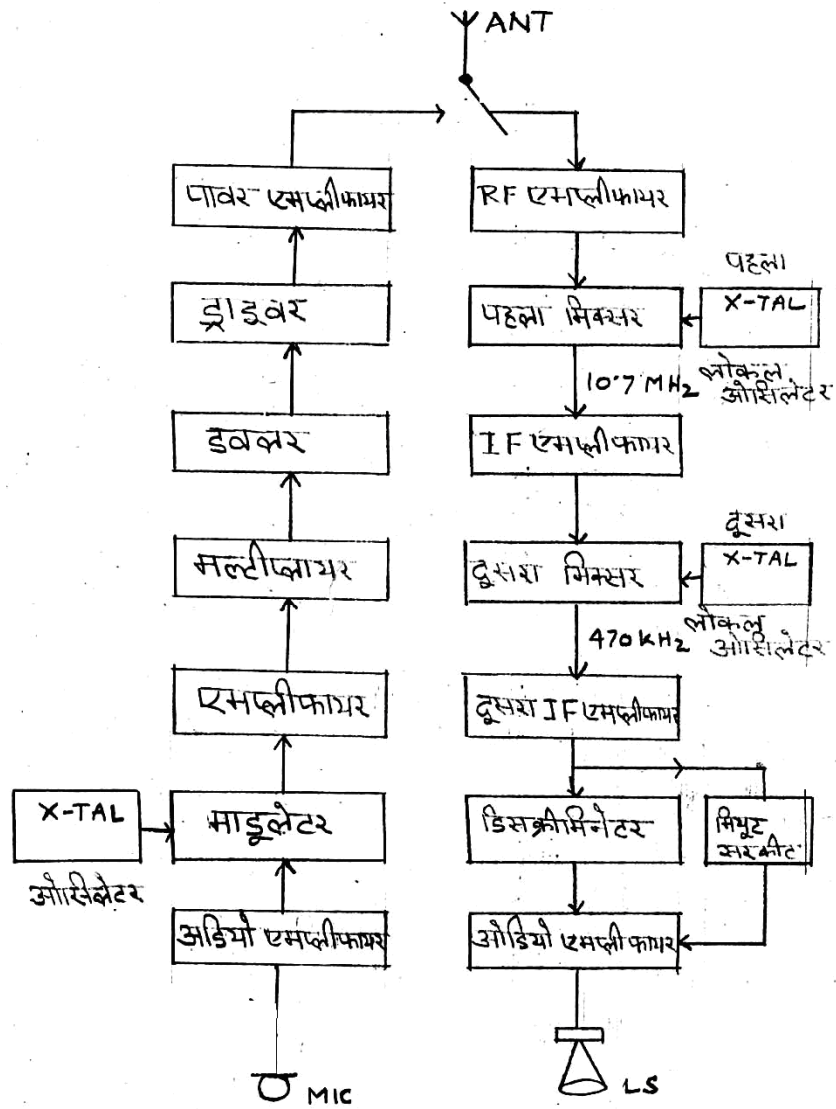 ANT
पावर एमप्लीफायर
RF एमप्लीफायर
पहला
ड्राइवर
पहला मिक्सर
X-TAL
10.7 MHz
लोकल
ओसिलेटर
डबलर
IF एमप्लीफायर
दूसरा
मल्टीप्लायर
दूसरा मिक्सर
X-TAL
470 KHz
लोकल
ओसिलेटर
एमप्लीफायर
दूसरा IF एमप्लीफायर
X-TAL
माडूलेटर
डिसक्रीमिनेटर
मियूट
सरकीट
ओसिलेटर
अडियो एमप्लीफायर
ओडियो एमप्लीफायर
MIC
LS